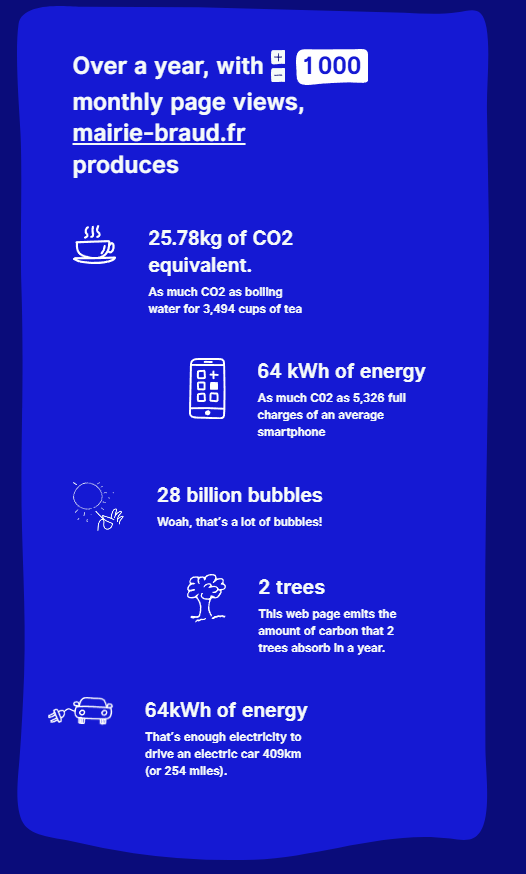 Over a year, with + − 1 000
monthly page views,
mairie-braud.fr
produces
25.78kg of CO2
equivalent.
As much CO2 as boiling
water for 3,494 cups of tea
64 kWh of energy
As much C02 as 5,326 full
charges of an average
smartphone
28 billion bubbles
Woah, that's a lot of bubbles!
2 trees
This web page emits the
amount of carbon that 2
trees absorb in a year.
64kWh of energy
That's enough electricity to
drive an electric car 409km
(or 254 miles).